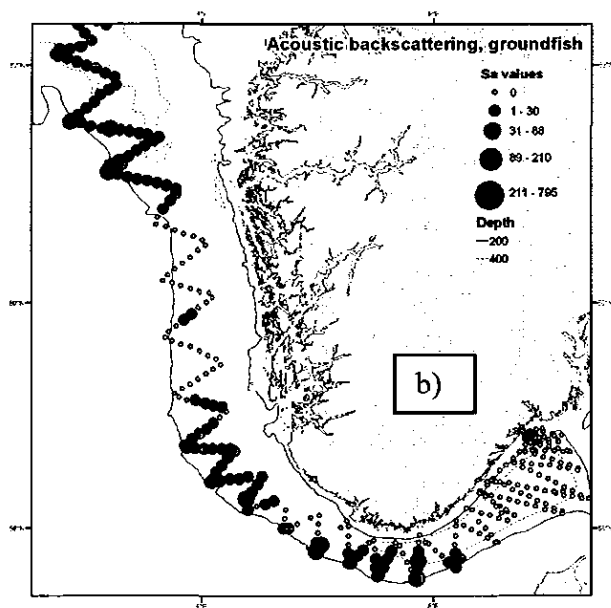 Acoustic backscattering, groundfish
Sa values
0
1 - 30
31 - 88
89 - 210
211 - 795
Depth
200
400
b)